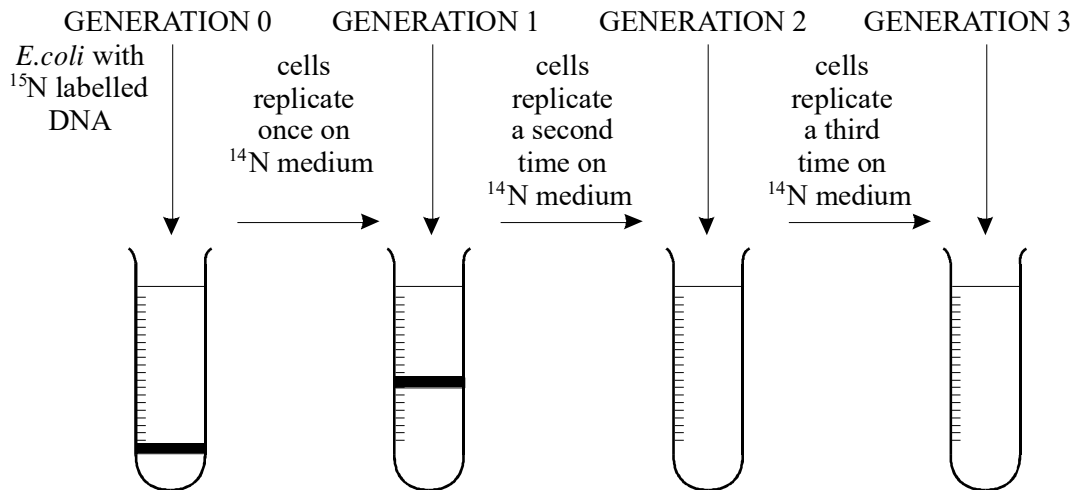 GENERATION 0
GENERATION 1
GENERATION 2
GENERATION 3
E.coli with
¹⁵N labelled
DNA
cells
replicate
once on
¹⁴N medium
cells
replicate
a second
time on
¹⁴N medium
cells
replicate
a third
time on
¹⁴N medium